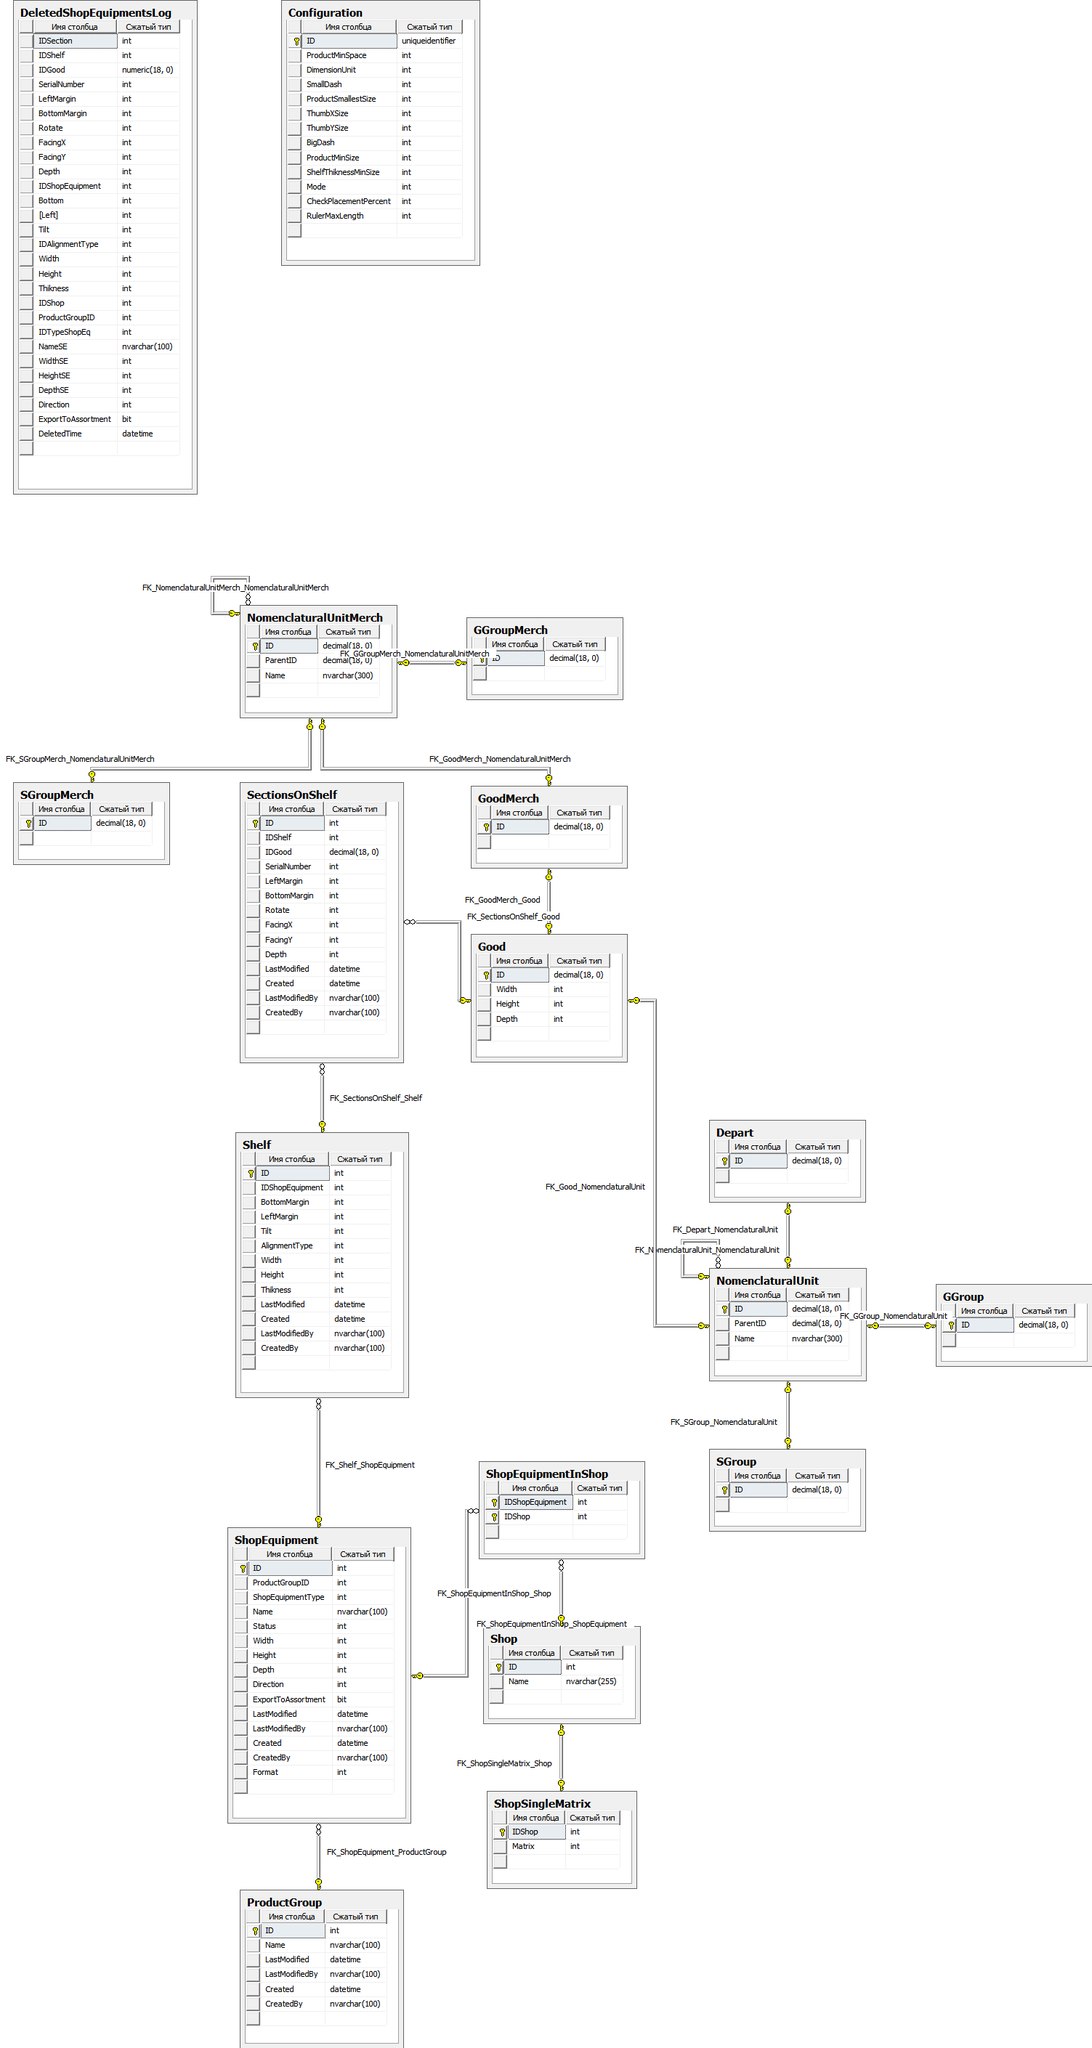 DeletedShopEquipmentsLog
Имя столбца Сжатый тип
IDSection int
IDShelf int
IDGood numeric(18, 0)
SerialNumber int
LeftMargin int
BottomMargin int
Rotate int
FacingX int
FacingY int
Depth int
IDShopEquipment int
Bottom int
[Left] int
Tilt int
IDAlignmentType int
Width int
Height int
Thikness int
IDShop int
ProductGroupID int
IDTypeShopEq int
NameSE nvarchar(100)
WidthSE int
HeightSE int
DepthSE int
Direction int
ExportToAssortment bit
DeletedTime datetime
Configuration
Имя столбца Сжатый тип
ID uniqueidentifier
ProductMinSpace int
DimensionUnit int
SmallDash int
ProductSmallestSize int
ThumbXSize int
ThumbYSize int
BigDash int
ProductMinSize int
ShelfThiknessMinSize int
Mode int
CheckPlacementPercent int
RulerMaxLength int
FK_NomenclaturalUnitMerch_NomenclaturalUnitMerch
NomenclaturalUnitMerch
Имя столбца Сжатый тип
ID decimal(18, 0)
ParentID decimal(18, 0)
Name nvarchar(300)
FK_GGroupMerch_NomenclaturalUnitMerch
GGroupMerch
Имя столбца Сжатый тип
ID decimal(18, 0)
FK_SGroupMerch_NomenclaturalUnitMerch
FK_GoodMerch_NomenclaturalUnitMerch
SGroupMerch
Имя столбца Сжатый тип
ID decimal(18, 0)
SectionsOnShelf
Имя столбца Сжатый тип
ID int
IDShelf int
IDGood decimal(18, 0)
SerialNumber int
LeftMargin int
BottomMargin int
Rotate int
FacingX int
FacingY int
Depth int
LastModified datetime
Created datetime
LastModifiedBy nvarchar(100)
CreatedBy nvarchar(100)
GoodMerch
Имя столбца Сжатый тип
ID decimal(18, 0)
FK_GoodMerch_Good
FK_SectionsOnShelf_Good
Good
Имя столбца Сжатый тип
ID decimal(18, 0)
Width int
Height int
Depth int
FK_SectionsOnShelf_Shelf
Shelf
Имя столбца Сжатый тип
ID int
IDShopEquipment int
BottomMargin int
LeftMargin int
Tilt int
AlignmentType int
Width int
Height int
Thikness int
LastModified datetime
Created datetime
LastModifiedBy nvarchar(100)
CreatedBy nvarchar(100)
Depart
Имя столбца Сжатый тип
ID decimal(18, 0)
FK_Good_NomenclaturalUnit
FK_Depart_NomenclaturalUnit
FK_NomenclaturalUnit_NomenclaturalUnit
NomenclaturalUnit
Имя столбца Сжатый тип
ID decimal(18, 0)
ParentID decimal(18, 0)
Name nvarchar(300)
FK_GGroup_NomenclaturalUnit
GGroup
Имя столбца Сжатый тип
ID decimal(18, 0)
FK_SGroup_NomenclaturalUnit
SGroup
Имя столбца Сжатый тип
ID decimal(18, 0)
FK_Shelf_ShopEquipment
ShopEquipmentInShop
Имя столбца Сжатый тип
IDShopEquipment int
IDShop int
ShopEquipment
Имя столбца Сжатый тип
ID int
ProductGroupID int
ShopEquipmentType int
Name nvarchar(100)
Status int
Width int
Height int
Depth int
Direction int
ExportToAssortment bit
LastModified datetime
LastModifiedBy nvarchar(100)
Created datetime
CreatedBy nvarchar(100)
Format int
FK_ShopEquipmentInShop_Shop
FK_ShopEquipmentInShop_ShopEquipment
Shop
Имя столбца Сжатый тип
ID int
Name nvarchar(255)
FK_ShopSingleMatrix_Shop
ShopSingleMatrix
Имя столбца Сжатый тип
IDShop int
Matrix int
FK_ShopEquipment_ProductGroup
ProductGroup
Имя столбца Сжатый тип
ID int
Name nvarchar(100)
LastModified datetime
LastModifiedBy nvarchar(100)
Created datetime
CreatedBy nvarchar(100)